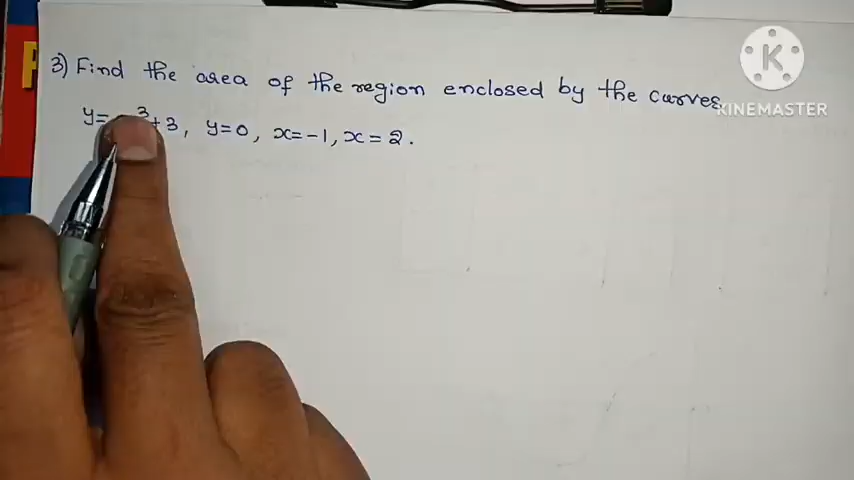 3) Find the area of the region enclosed by the curves
y= ³+3, y=0, x=-1, x=2.
KINEMASTER